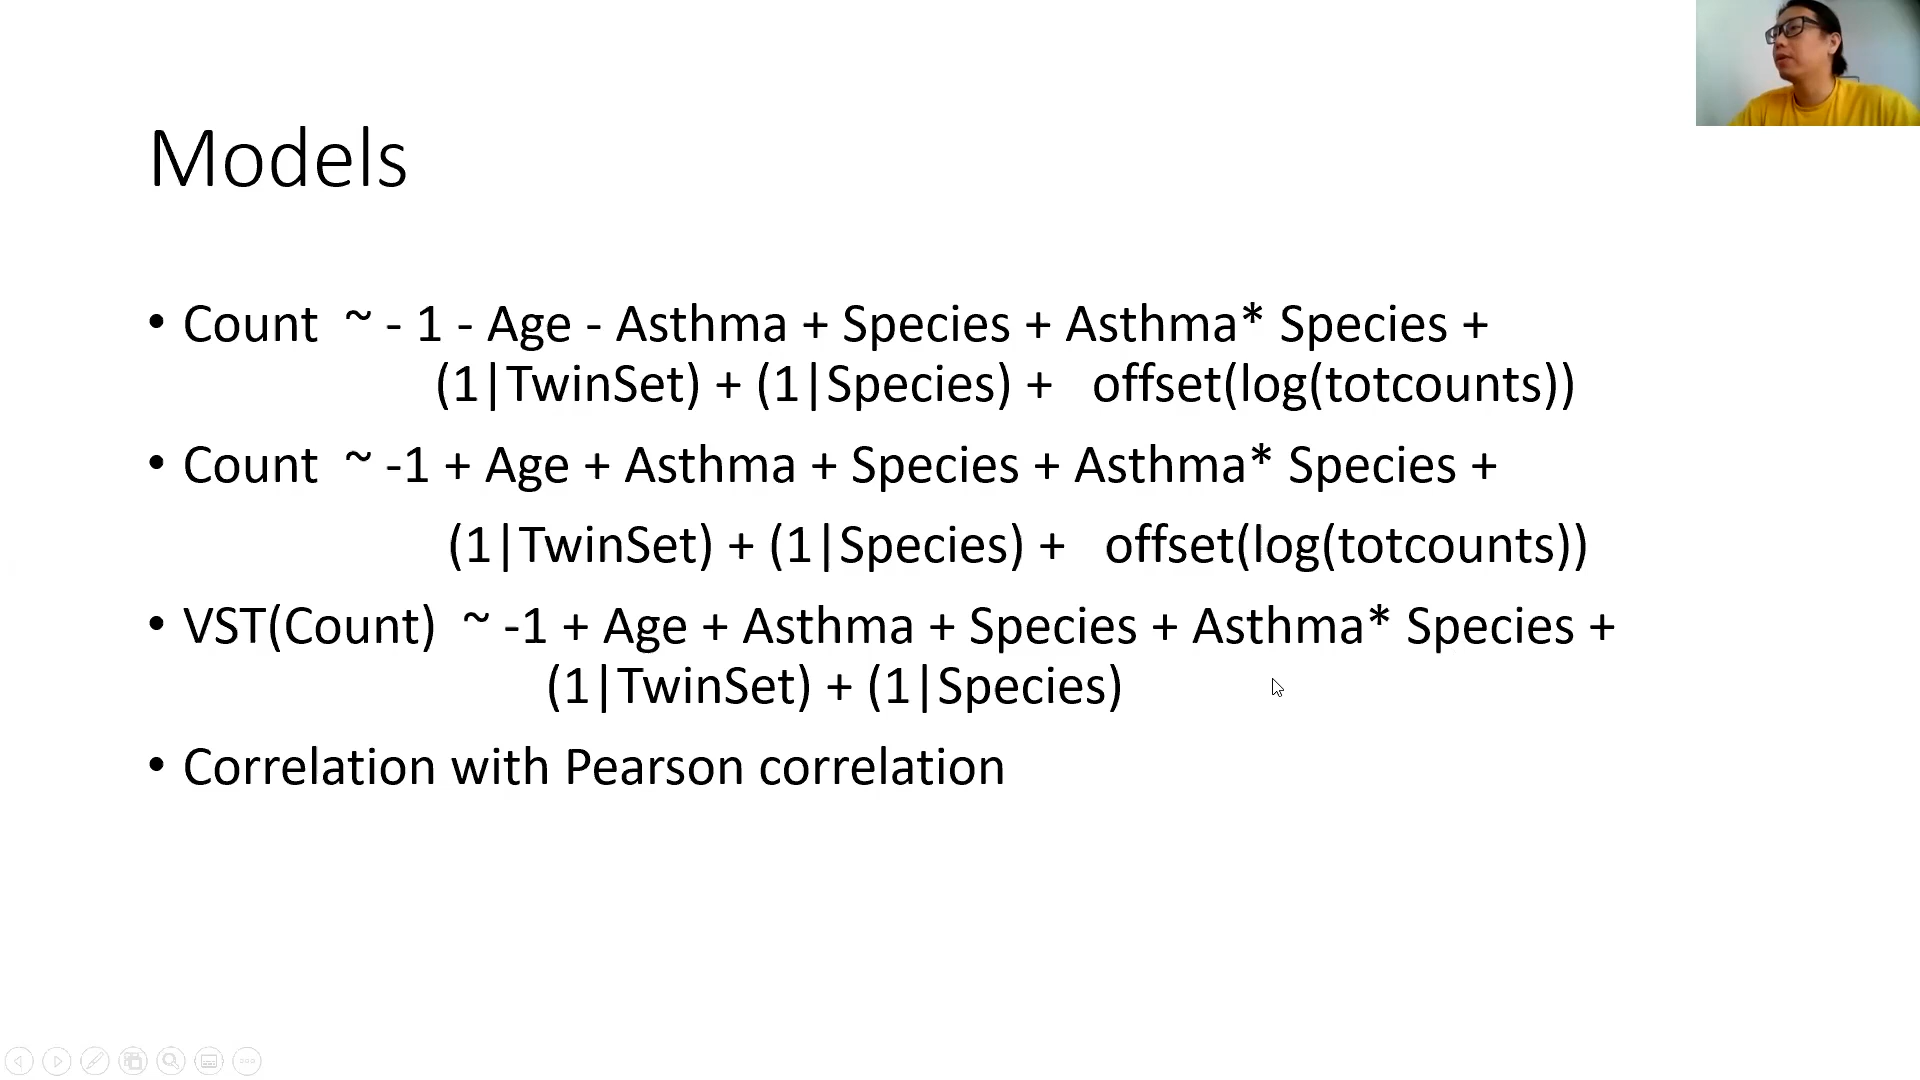 Models
• Count ~ - 1 - Age - Asthma + Species + Asthma* Species +
(1|TwinSet) + (1|Species) + offset(log(totcounts))
• Count ~ -1 + Age + Asthma + Species + Asthma* Species +
(1|TwinSet) + (1|Species) + offset(log(totcounts))
• VST(Count) ~ -1 + Age + Asthma + Species + Asthma* Species +
(1|TwinSet) + (1|Species)
• Correlation with Pearson correlation